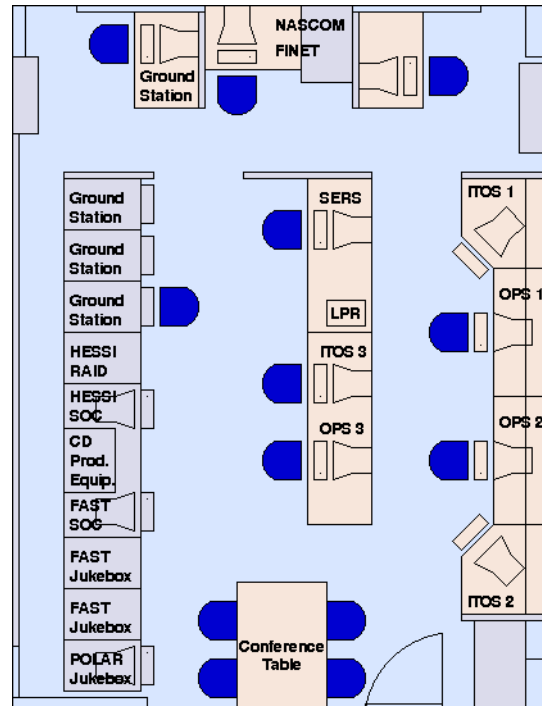 NASCOM
FINET
Ground
Station
Ground
Station
Ground
Station
Ground
Station
HESSI
RAID
HESSI
SOC
CD
Prod.
Equip.
FAST
SOC
FAST
Jukebox
FAST
Jukebox
POLAR
Jukebox
SERS
LPR
ITOS 3
OPS 3
ITOS 1
OPS 1
OPS 2
ITOS 2
Conference
Table